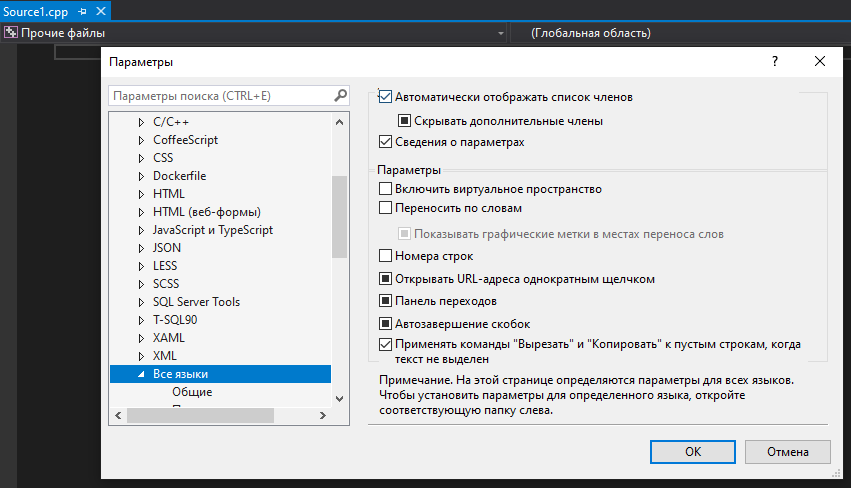 Source1.cpp
Прочие файлы
(Глобальная область)
Параметры
?
Параметры поиска (CTRL+E)
C/C++
CoffeeScript
CSS
Dockerfile
HTML
HTML (веб-формы)
JavaScript и TypeScript
JSON
LESS
SCSS
SQL Server Tools
T-SQL90
XAML
XML
Все языки
Общие
Автоматически отображать список членов
Скрывать дополнительные члены
Сведения о параметрах
Параметры
Включить виртуальное пространство
Переносить по словам
Показывать графические метки в местах переноса слов
Номера строк
Открывать URL-адреса однократным щелчком
Панель переходов
Автозавершение скобок
Применять команды "Вырезать" и "Копировать" к пустым строкам, когда
текст не выделен
Примечание. На этой странице определяются параметры для всех языков.
Чтобы установить параметры для определенного языка, откройте
соответствующую папку слева.
OK
Отмена